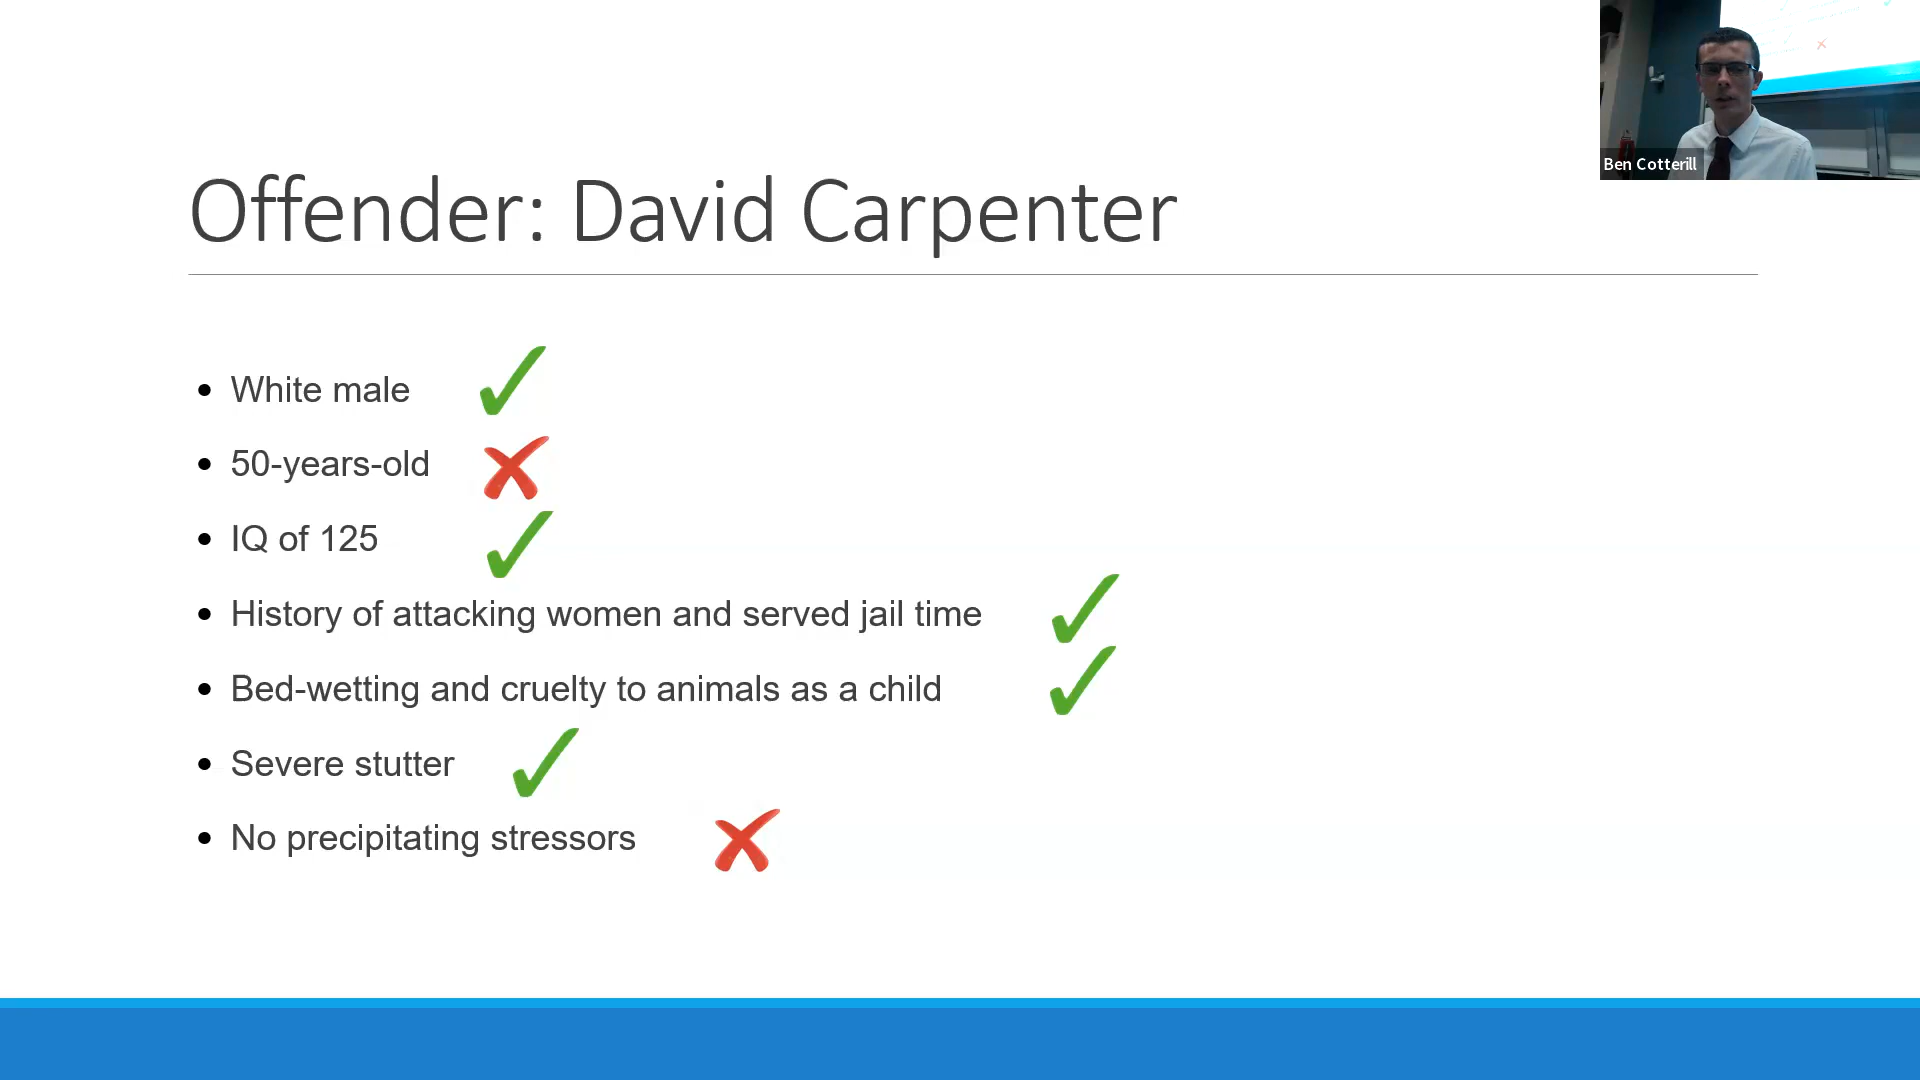 Ben Cotterill
Offender: David Carpenter
• White male
• 50-years-old
• IQ of 125
• History of attacking women and served jail time
• Bed-wetting and cruelty to animals as a child
• Severe stutter
• No precipitating stressors